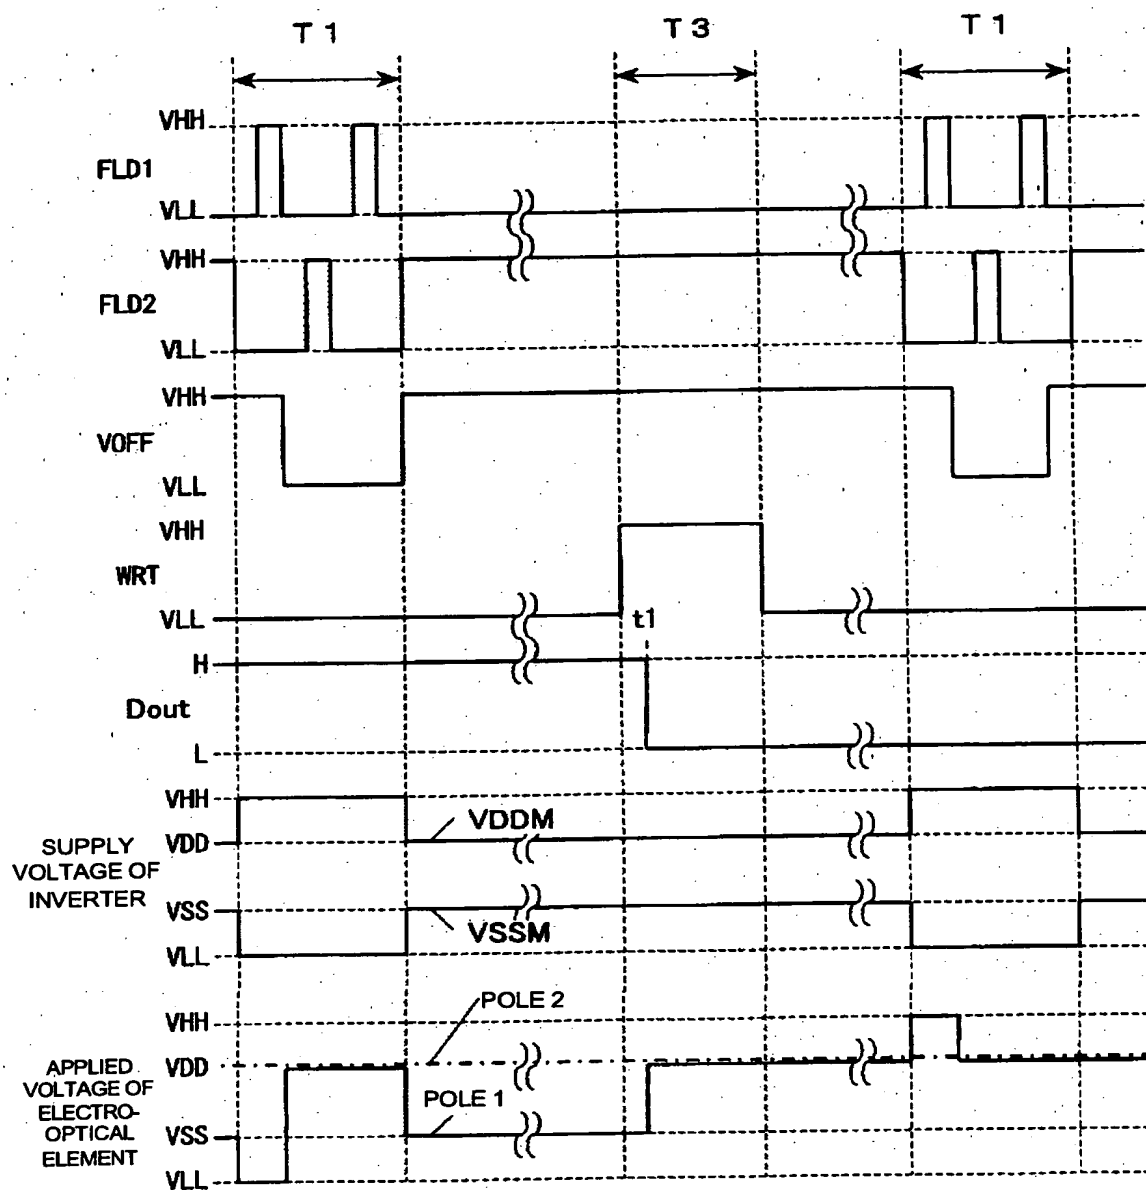 T 1
T 3
T 1
VHH
FLD1
VLL
VHH
FLD2
VLL
VHH
VOFF
VLL
VHH
WRT
VLL
t1
H
Dout
L
VHH
VDDM
VDD
SUPPLY
VOLTAGE OF
INVERTER
VSS
VSSM
VLL
POLE 2
VHH
VDD
APPLIED
VOLTAGE OF
ELECTRO-
OPTICAL
ELEMENT
POLE 1
VSS
VLL